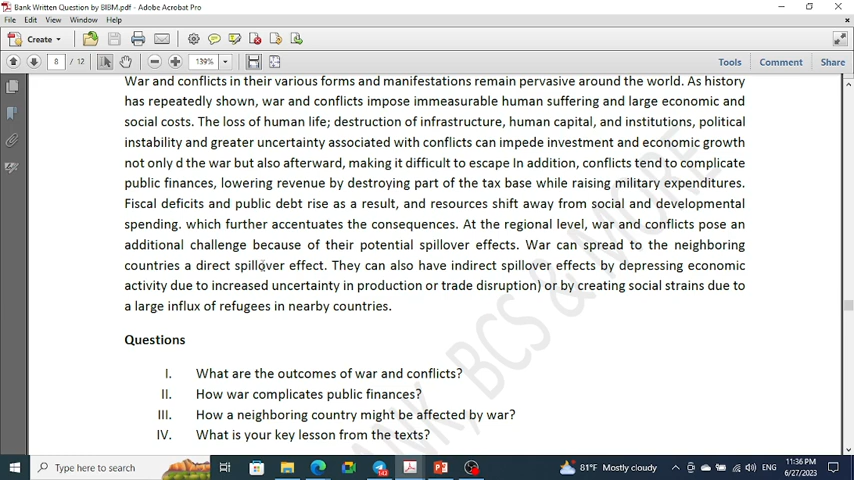 Bank Written Question by BIBM.pdf - Adobe Acrobat Pro
File Edit View Window Help
Create
8 / 12 139% Tools Comment Share
War and conflicts in their various forms and manifestations remain pervasive around the world. As history
has repeatedly shown, war and conflicts impose immeasurable human suffering and large economic and
social costs. The loss of human life; destruction of infrastructure, human capital, and institutions, political
instability and greater uncertainty associated with conflicts can impede investment and economic growth
not only d the war but also afterward, making it difficult to escape In addition, conflicts tend to complicate
public finances, lowering revenue by destroying part of the tax base while raising military expenditures.
Fiscal deficits and public debt rise as a result, and resources shift away from social and developmental
spending. which further accentuates the consequences. At the regional level, war and conflicts pose an
additional challenge because of their potential spillover effects. War can spread to the neighboring
countries a direct spillover effect. They can also have indirect spillover effects by depressing economic
activity due to increased uncertainty in production or trade disruption) or by creating social strains due to
a large influx of refugees in nearby countries.
Questions
I. What are the outcomes of war and conflicts?
II. How war complicates public finances?
III. How a neighboring country might be affected by war?
IV. What is your key lesson from the texts?
BANK, BCS & MORE
Type here to search
81°F Mostly cloudy ENG 11:36 PM
6/27/2023